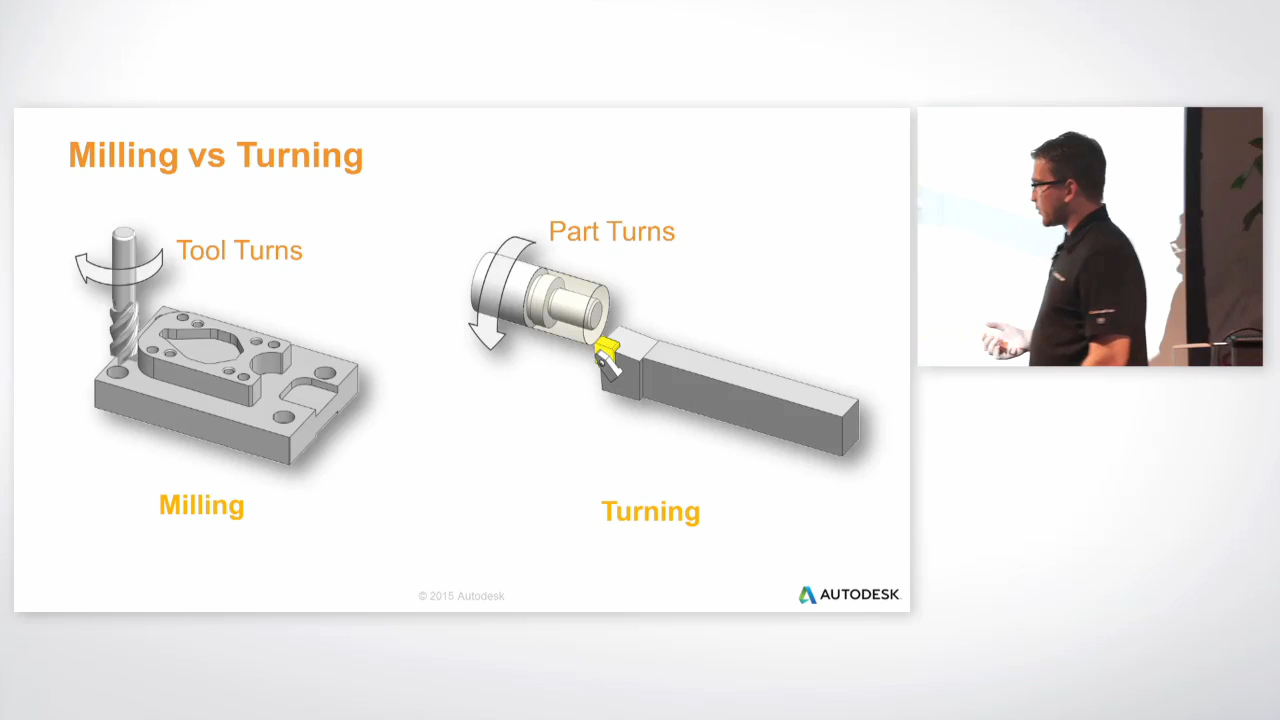 Milling vs Turning
Tool Turns
Part Turns
Milling
Turning
© 2015 Autodesk
AUTODESK